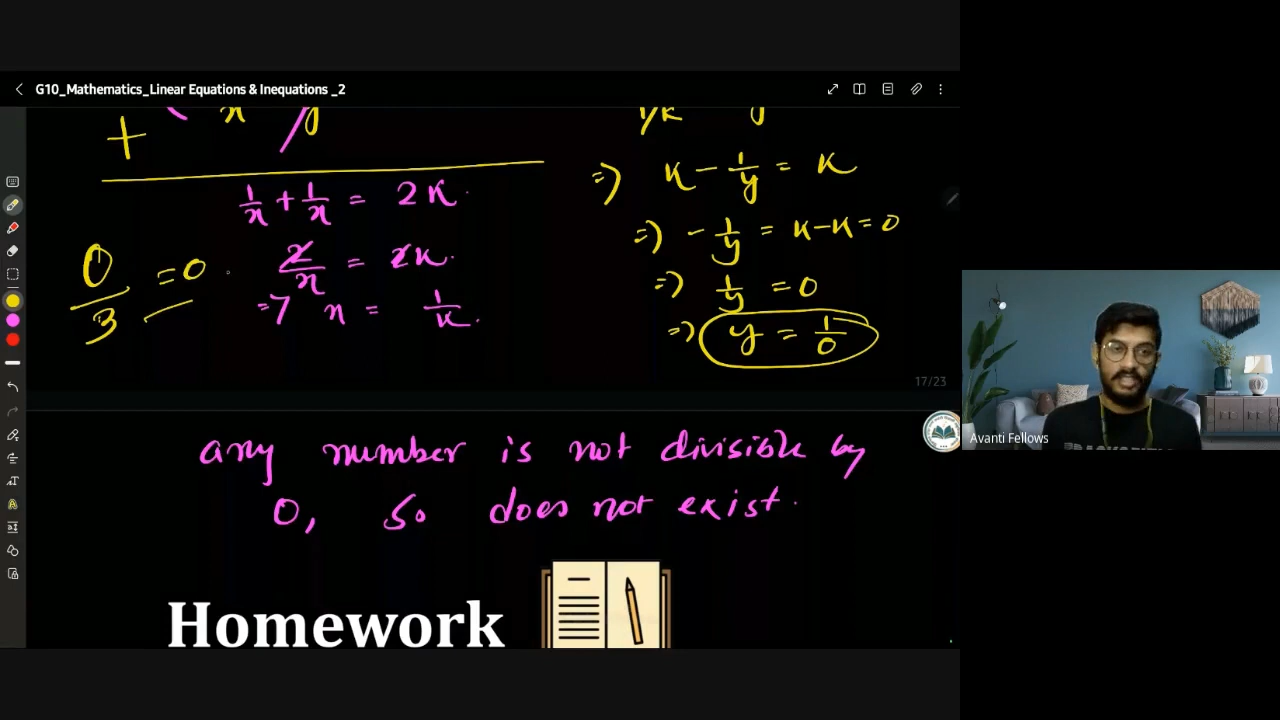 G10_Mathematics_Linear Equations & Inequations _2
+
x y
1/x + 1/x = 2K.
2/x = 2K.
=> x = 1/K.
0/3 = 0
1/K y
=> K - 1/y = K
=> - 1/y = K-K=0
=> 1/y = 0
=> y = 1/0
17/23
any number is not divisible by
0, so does not exist.
Homework
Avanti Fellows